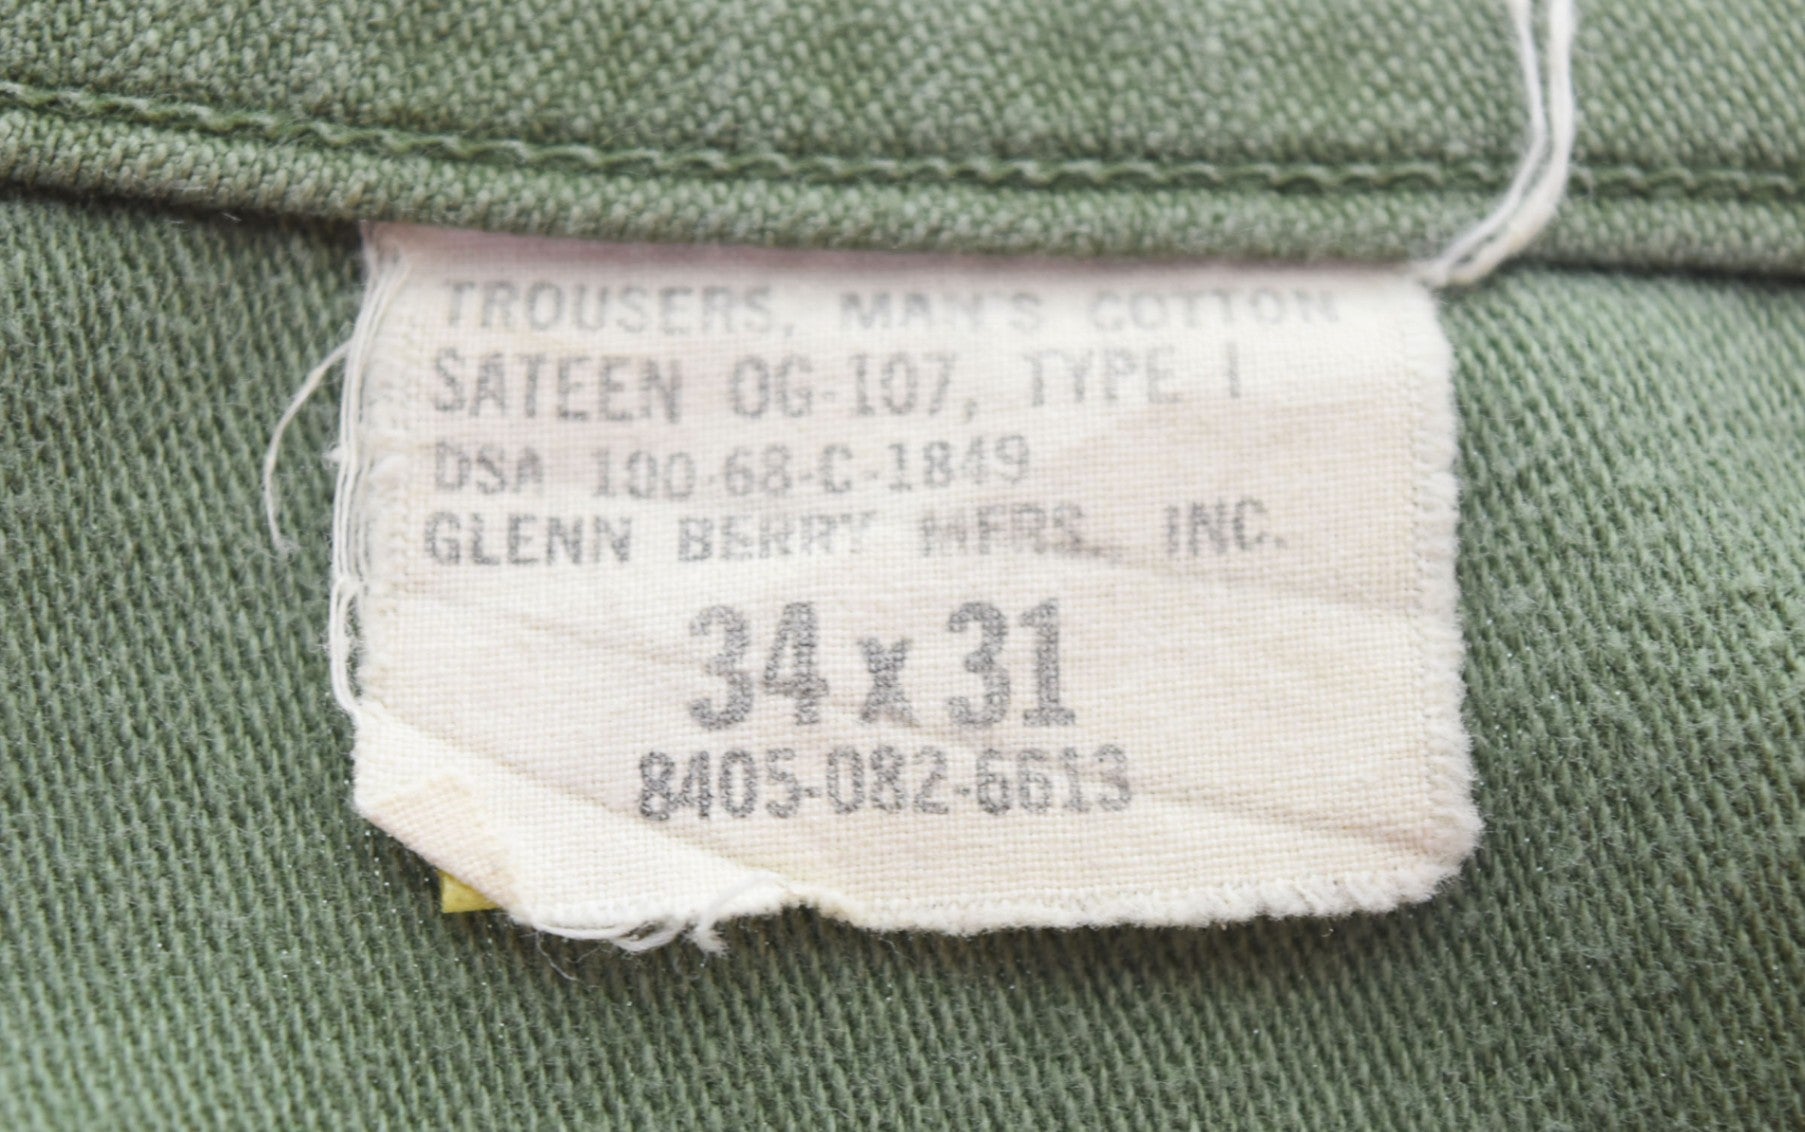 TROUSERS, MAN'S COTTON
SATEEN OG-107, TYPE I
DSA 100-68-C-1849
GLENN BERRY MFRS. INC.
34 x 31
8405-082-6613